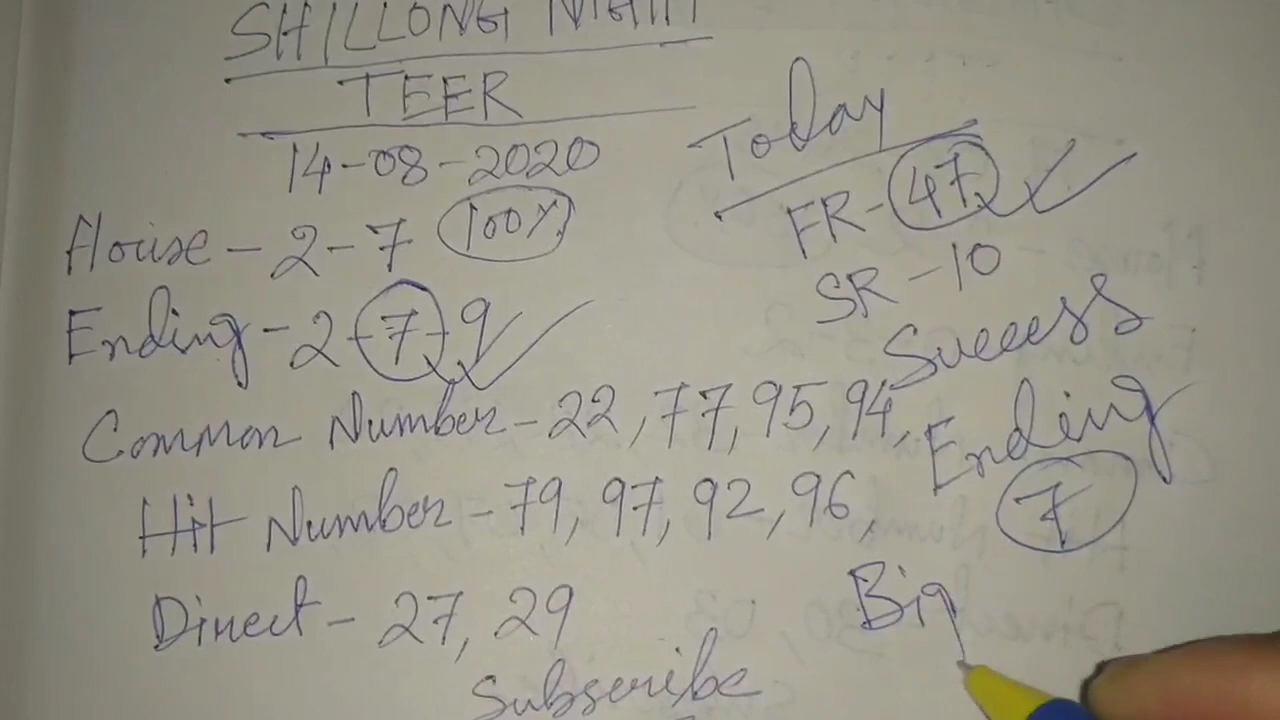 SHILLONG NIGHT
TEER
14-08-2020
House - 2 - 7 100%
Ending - 2 - 7 - 9
Common Number - 22, 77, 95, 94,
Hit Number - 79, 97, 92, 96,
Direct - 27, 29
Subscribe
Today
FR - 47
SR - 10
Success
Ending
7
Big